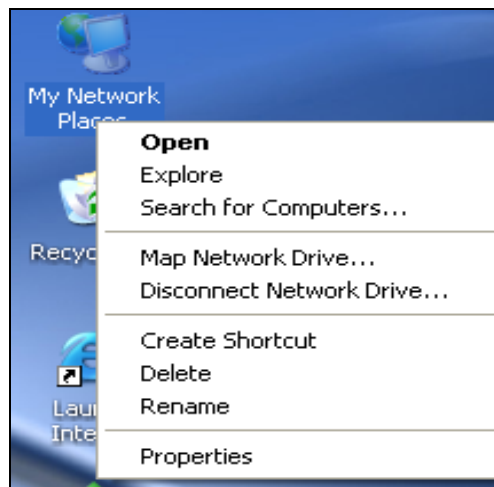 My Network
Places
Open
Explore
Search for Computers...
Map Network Drive...
Disconnect Network Drive...
Create Shortcut
Delete
Rename
Properties